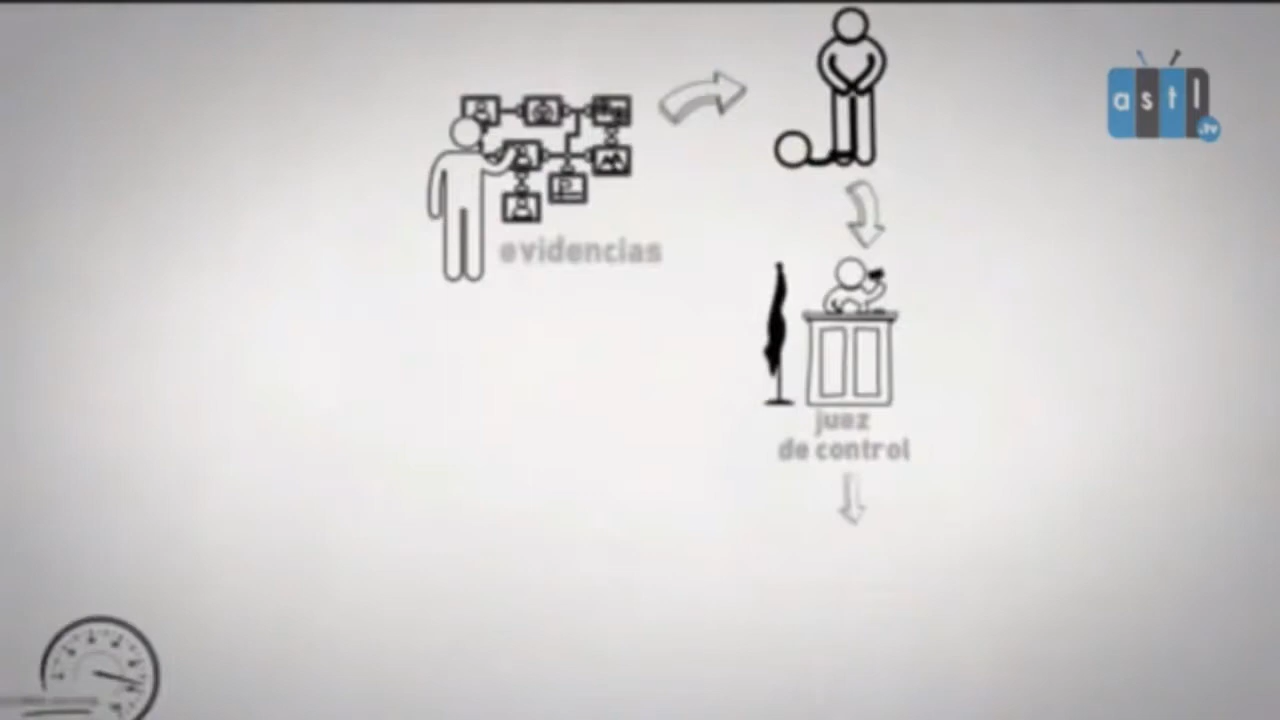 astl
.tv
evidencias
juez
de control